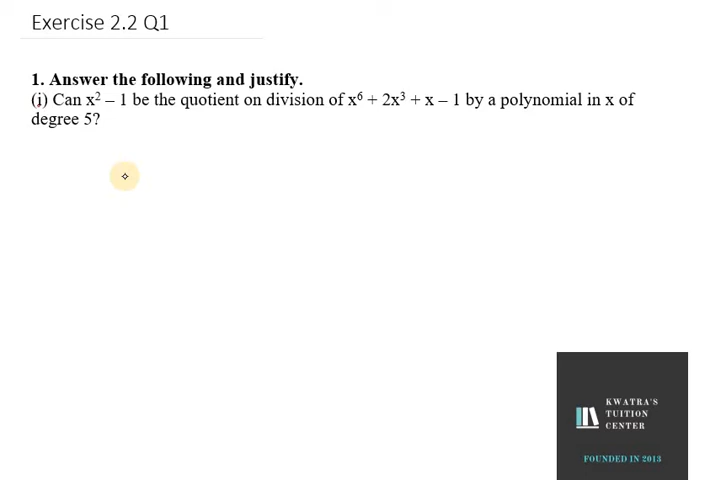 Exercise 2.2 Q1
1. Answer the following and justify.
(i) Can x² – 1 be the quotient on division of x⁶ + 2x³ + x – 1 by a polynomial in x of
degree 5?
KWATRA'S
TUITION
CENTER
FOUNDED IN 2013